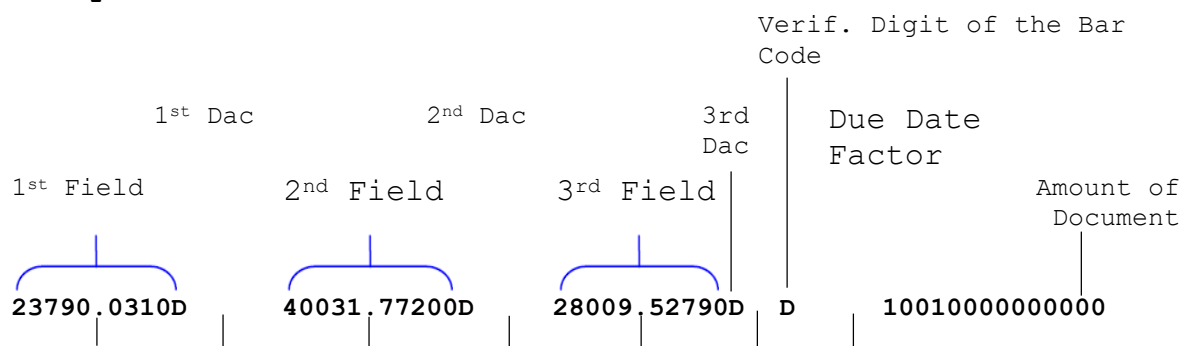 Verif. Digit of the Bar
Code
1st Dac
2nd Dac
3rd
Dac
Due Date
Factor
1st Field
2nd Field
3rd Field
Amount of
Document
23790.0310D 40031.77200D 28009.52790D D 10010000000000